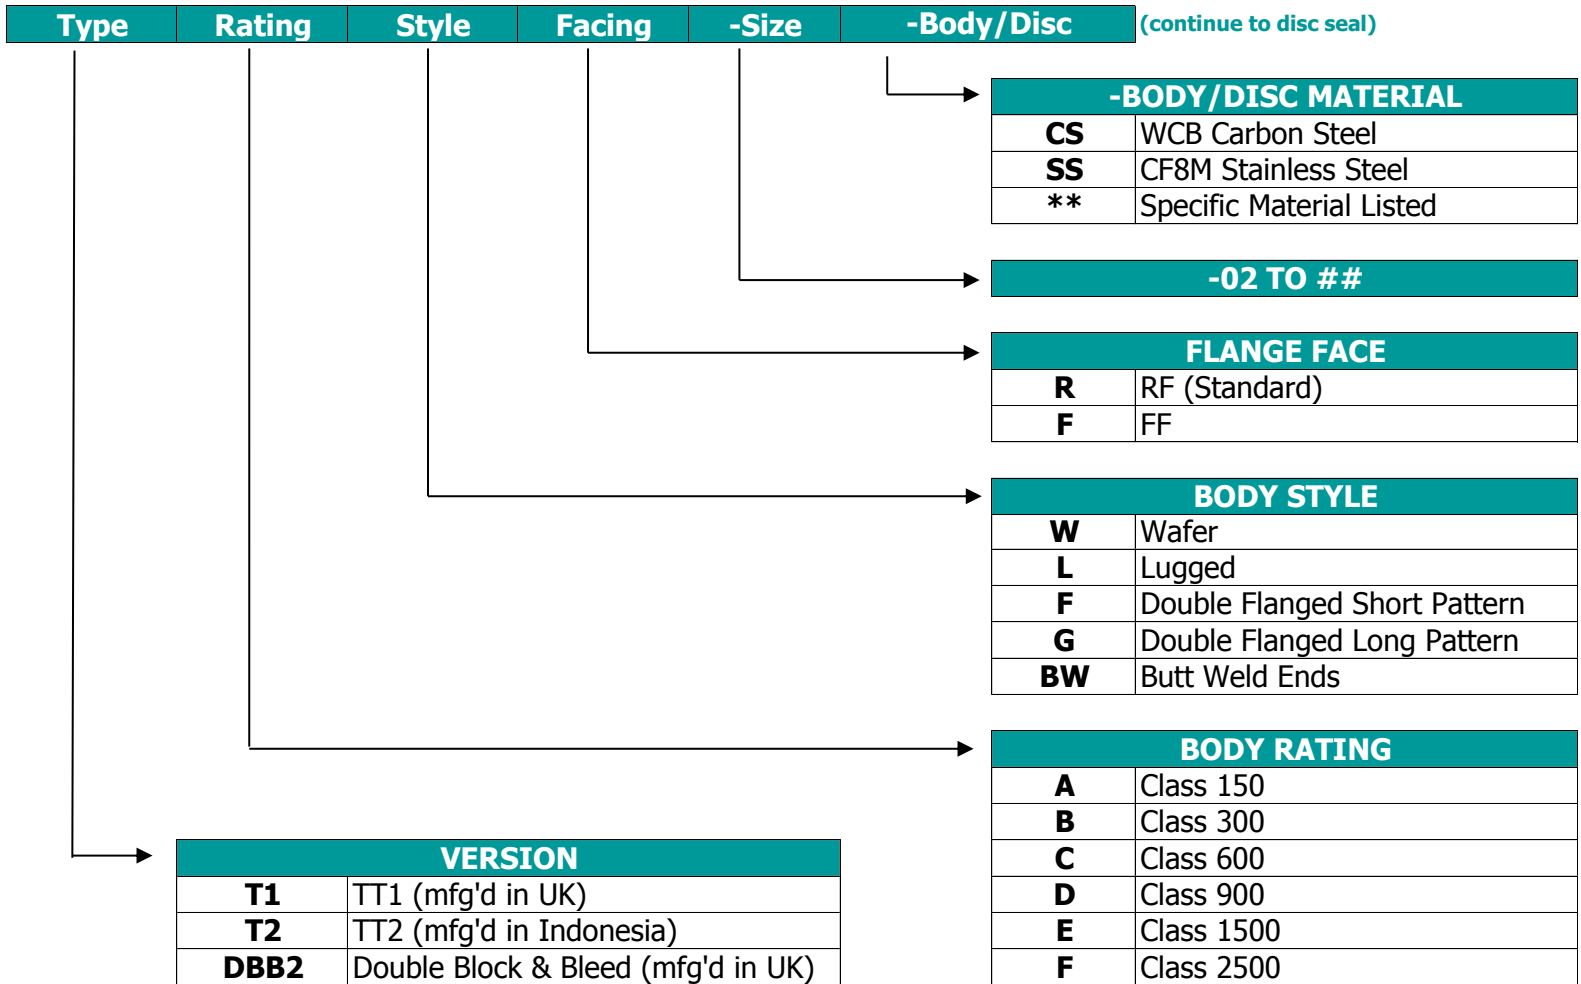 Type Rating Style Facing -Size -Body/Disc (continue to disc seal)
-BODY/DISC MATERIAL
CS WCB Carbon Steel
SS CF8M Stainless Steel
** Specific Material Listed
-02 TO ##
FLANGE FACE
R RF (Standard)
F FF
BODY STYLE
W Wafer
L Lugged
F Double Flanged Short Pattern
G Double Flanged Long Pattern
BW Butt Weld Ends
BODY RATING
A Class 150
B Class 300
C Class 600
D Class 900
E Class 1500
F Class 2500
VERSION
T1 TT1 (mfg'd in UK)
T2 TT2 (mfg'd in Indonesia)
DBB2 Double Block & Bleed (mfg'd in UK)